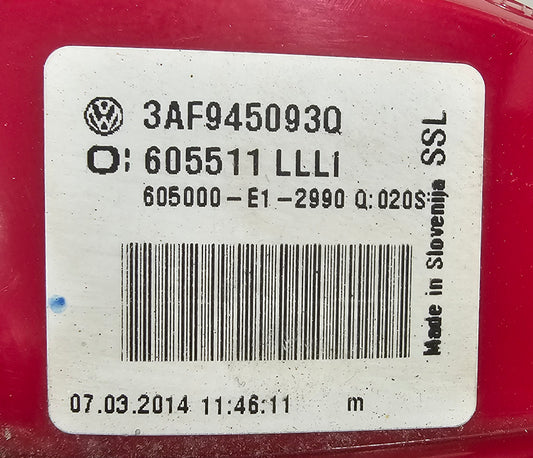 3AF945093Q
O: 605511 LLLI
605000-E1-2990 Q:020S
Made in Slovenija SSL
07.03.2014 11:46:11 m